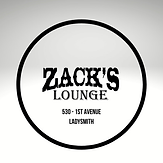 ZACK'S
LOUNGE
530 - 1ST AVENUE
LADYSMITH